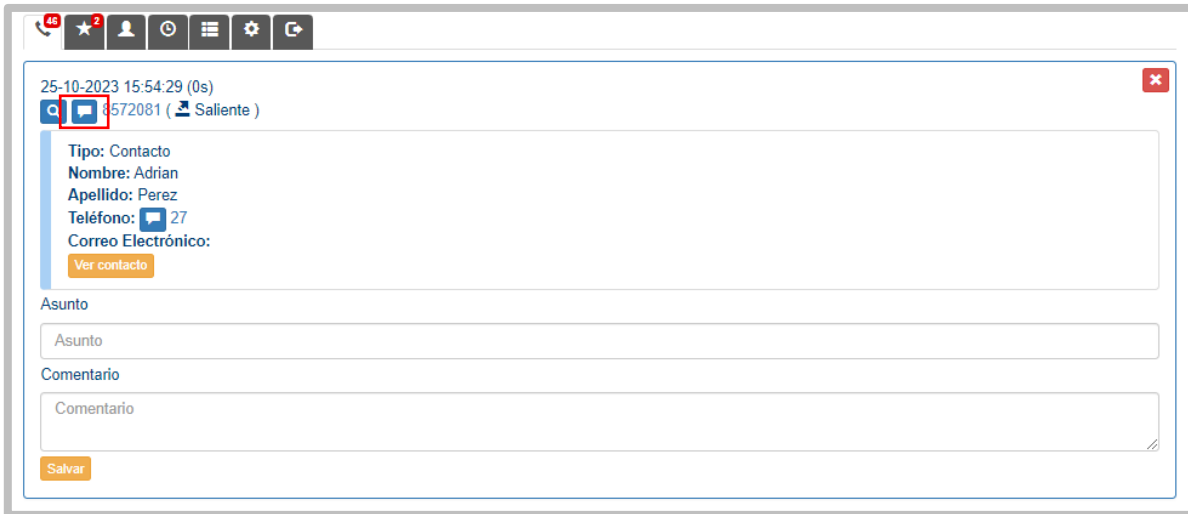 46
2
25-10-2023 15:54:29 (0s)
8572081 ( Saliente )
Tipo: Contacto
Nombre: Adrian
Apellido: Perez
Teléfono: 27
Correo Electrónico:
Ver contacto
Asunto
Asunto
Comentario
Comentario
Salvar